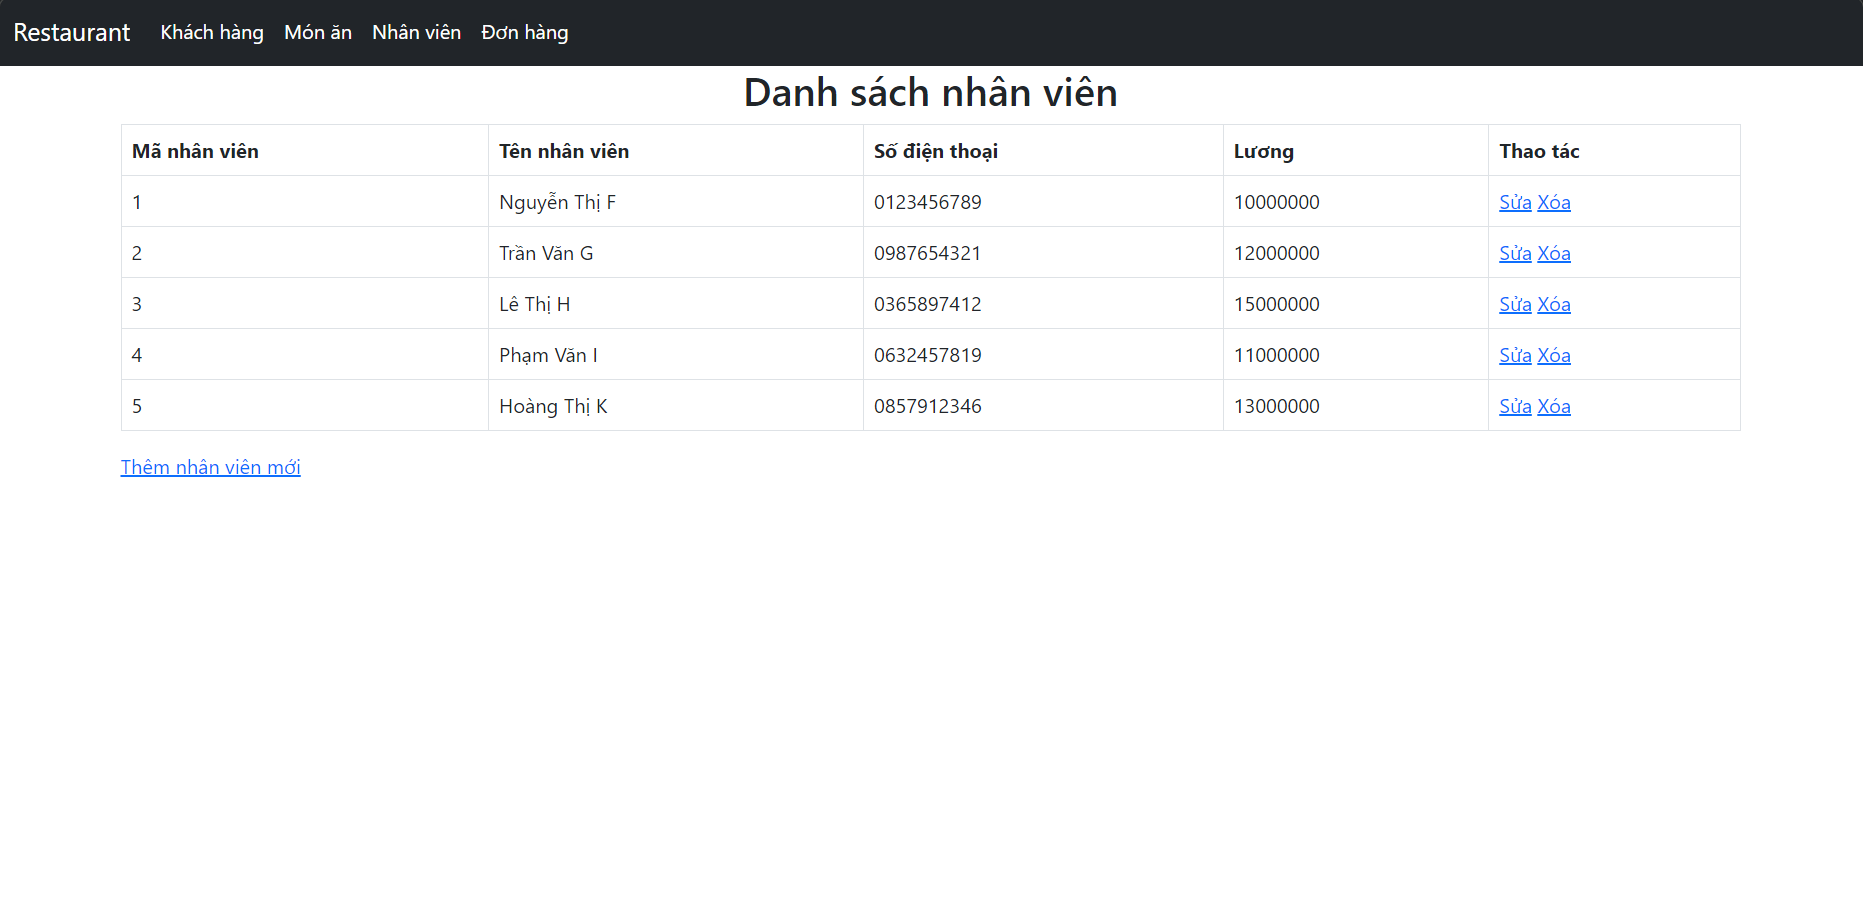 Restaurant Khách hàng Món ăn Nhân viên Đơn hàng
Danh sách nhân viên
Mã nhân viên Tên nhân viên Số điện thoại Lương Thao tác
1 Nguyễn Thị F 0123456789 10000000 Sửa Xóa
2 Trần Văn G 0987654321 12000000 Sửa Xóa
3 Lê Thị H 0365897412 15000000 Sửa Xóa
4 Phạm Văn I 0632457819 11000000 Sửa Xóa
5 Hoàng Thị K 0857912346 13000000 Sửa Xóa
Thêm nhân viên mới